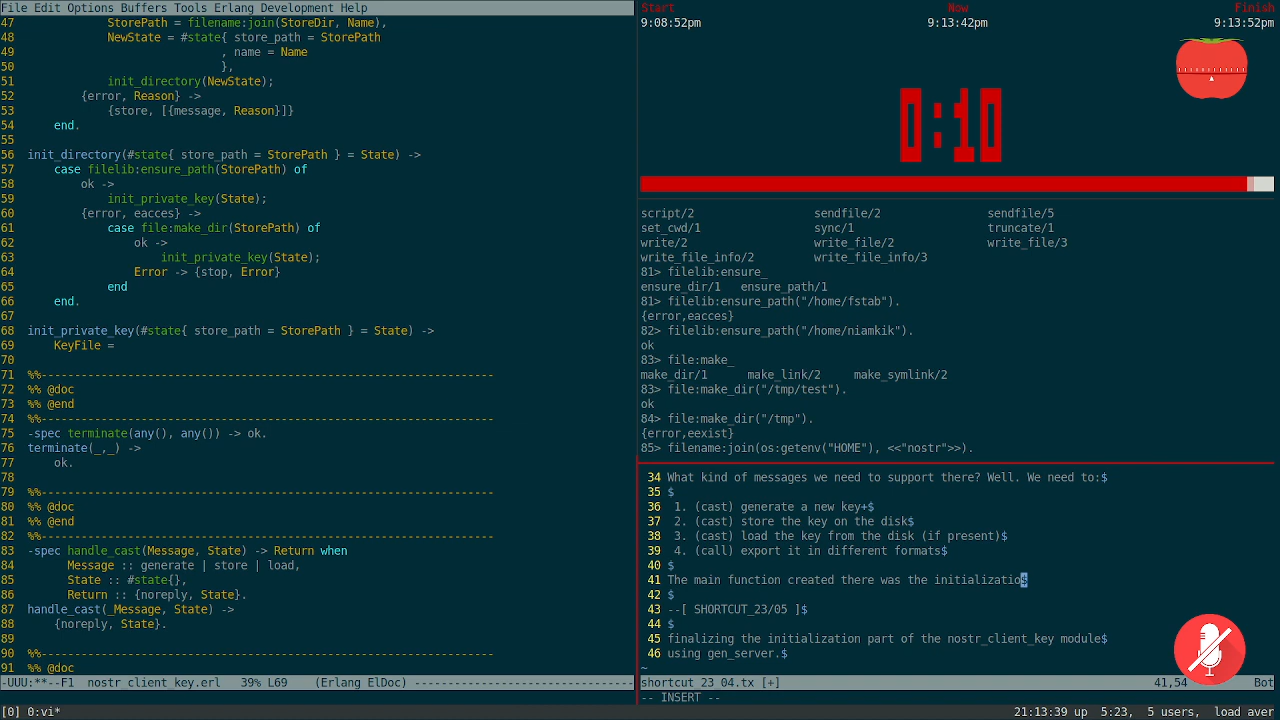 File Edit Options Buffers Tools Erlang Development Help
47              StorePath = filename:join(StoreDir, Name),
48              NewState = #state{ store_path = StorePath
49                               , name = Name
50                               },
51              init_directory(NewState);
52          {error, Reason} ->
53              {store, [{message, Reason}]}
54      end.
55
56  init_directory(#state{ store_path = StorePath } = State) ->
57      case filelib:ensure_path(StorePath) of
58          ok ->
59              init_private_key(State);
60          {error, eacces} ->
61              case file:make_dir(StorePath) of
62                  ok ->
63                      init_private_key(State);
64                  Error -> {stop, Error}
65              end
66      end.
67
68  init_private_key(#state{ store_path = StorePath } = State) ->
69      KeyFile =
70
71  %%--------------------------------------------------------------------
72  %% @doc
73  %% @end
74  %%--------------------------------------------------------------------
75  -spec terminate(any(), any()) -> ok.
76  terminate(_,_) ->
77      ok.
78
79  %%--------------------------------------------------------------------
80  %% @doc
81  %% @end
82  %%--------------------------------------------------------------------
83  -spec handle_cast(Message, State) -> Return when
84        Message :: generate | store | load,
85        State :: #state{},
86        Return :: {noreply, State}.
87  handle_cast(_Message, State) ->
88      {noreply, State}.
89
90  %%--------------------------------------------------------------------
91  %% @doc
-UUU:**--F1  nostr_client_key.erl   39% L69    (Erlang ElDoc) ---------------------------------
Start Now Finish
9:08:52pm 9:13:42pm 9:13:52pm
0:10
script/2                  sendfile/2                sendfile/5
set_cwd/1                 sync/1                    truncate/1
write/2                   write_file/2              write_file/3
write_file_info/2         write_file_info/3
81> filelib:ensure_
ensure_dir/1   ensure_path/1
81> filelib:ensure_path("/home/fstab").
{error,eacces}
82> filelib:ensure_path("/home/niamkik").
ok
83> file:make_
make_dir/1      make_link/2     make_symlink/2
83> file:make_dir("/tmp/test").
ok
84> file:make_dir("/tmp").
{error,eexist}
85> filename:join(os:getenv("HOME"), <<"nostr">>).
34 What kind of messages we need to support there? Well. We need to:$
35 $
36  1. (cast) generate a new key+$
37  2. (cast) store the key on the disk$
38  3. (cast) load the key from the disk (if present)$
39  4. (call) export it in different formats$
40 $
41 The main function created there was the initializatio$
42 $
43 --[ SHORTCUT_23/05 ]$
44 $
45 finalizing the initialization part of the nostr_client_key module$
46 using gen_server.$
~
shortcut_23_04.tx [+] 41,54 Bot
-- INSERT --
[0] 0:vi* 21:13:39 up  5:23,  5 users,  load aver